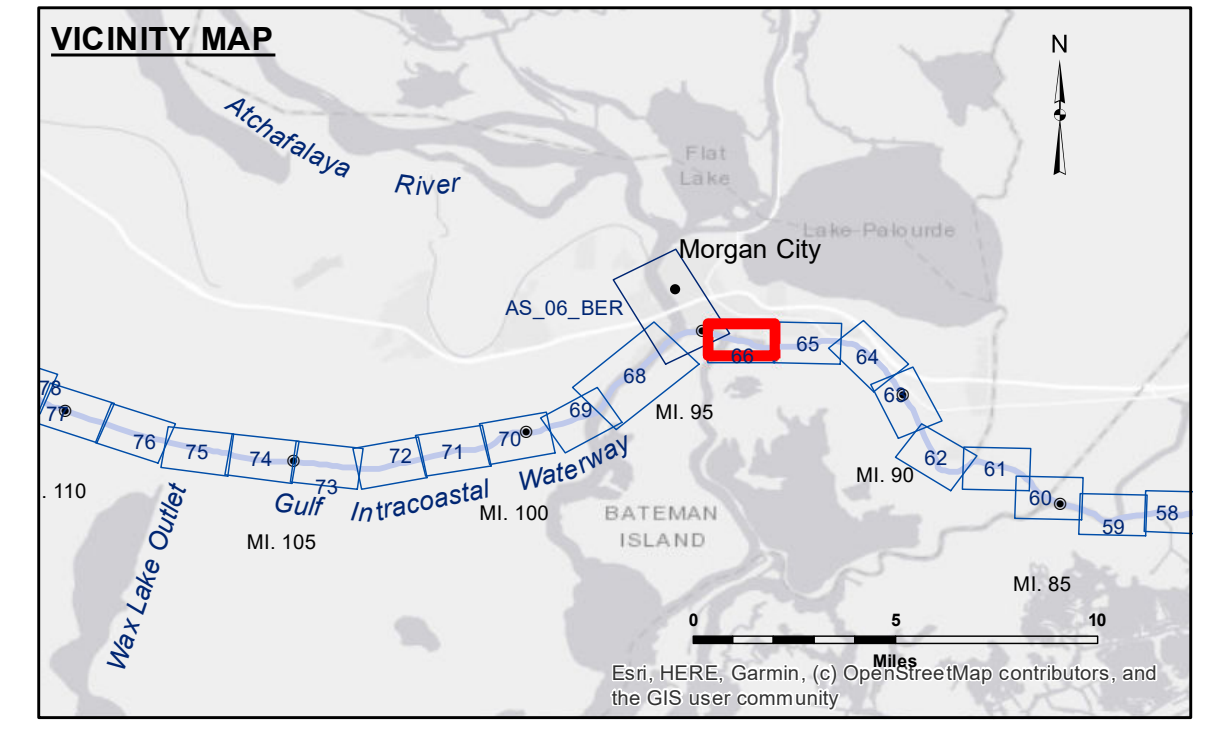 VICINITY MAP
N
Atchafalaya
River
Flat
Lake
Lake Palourde
Morgan City
AS_06_BER
66
65
64
63
68
69
MI. 95
78
77
76
75
74
73
72
71
70
62
61
60
59
58
MI. 90
. 110
Wax Lake Outlet
Gulf Intracoastal Waterway
MI. 100
MI. 105
BATEMAN
ISLAND
MI. 85
0 5 10
Miles
Esri, HERE, Garmin, (c) OpenStreetMap contributors, and
the GIS user community